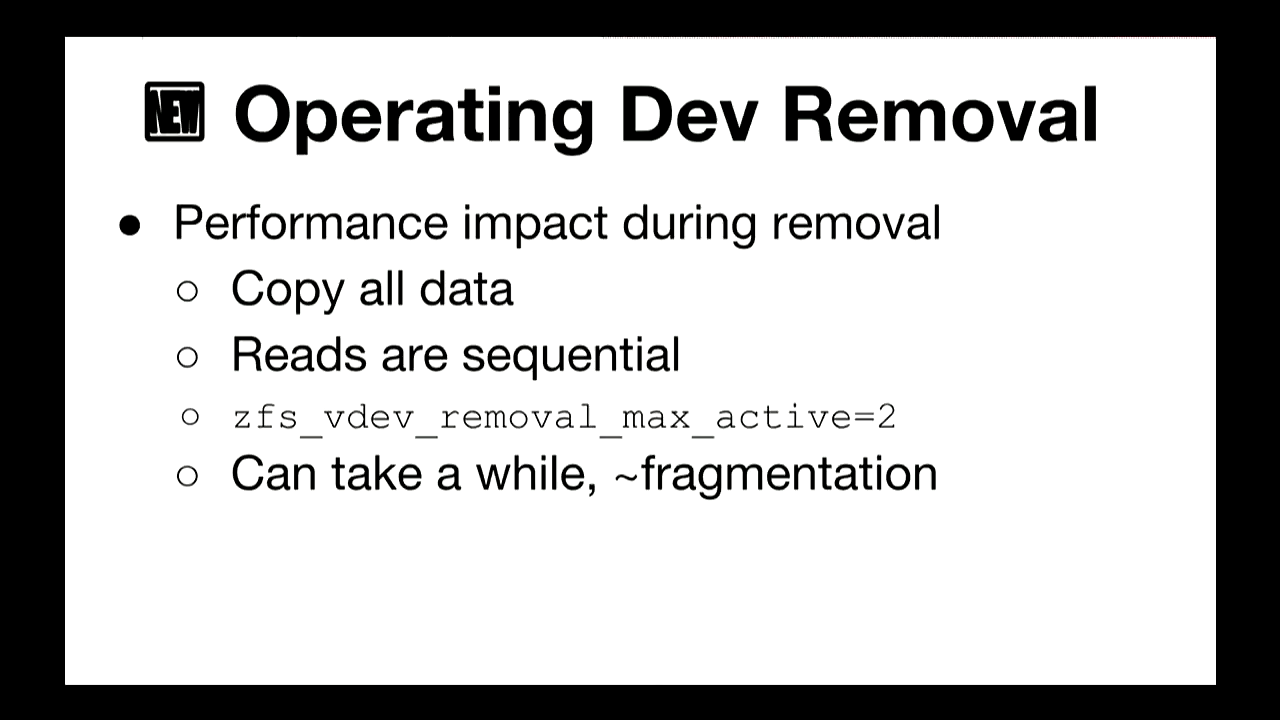 NEW Operating Dev Removal
● Performance impact during removal
○ Copy all data
○ Reads are sequential
○ zfs_vdev_removal_max_active=2
○ Can take a while, ~fragmentation